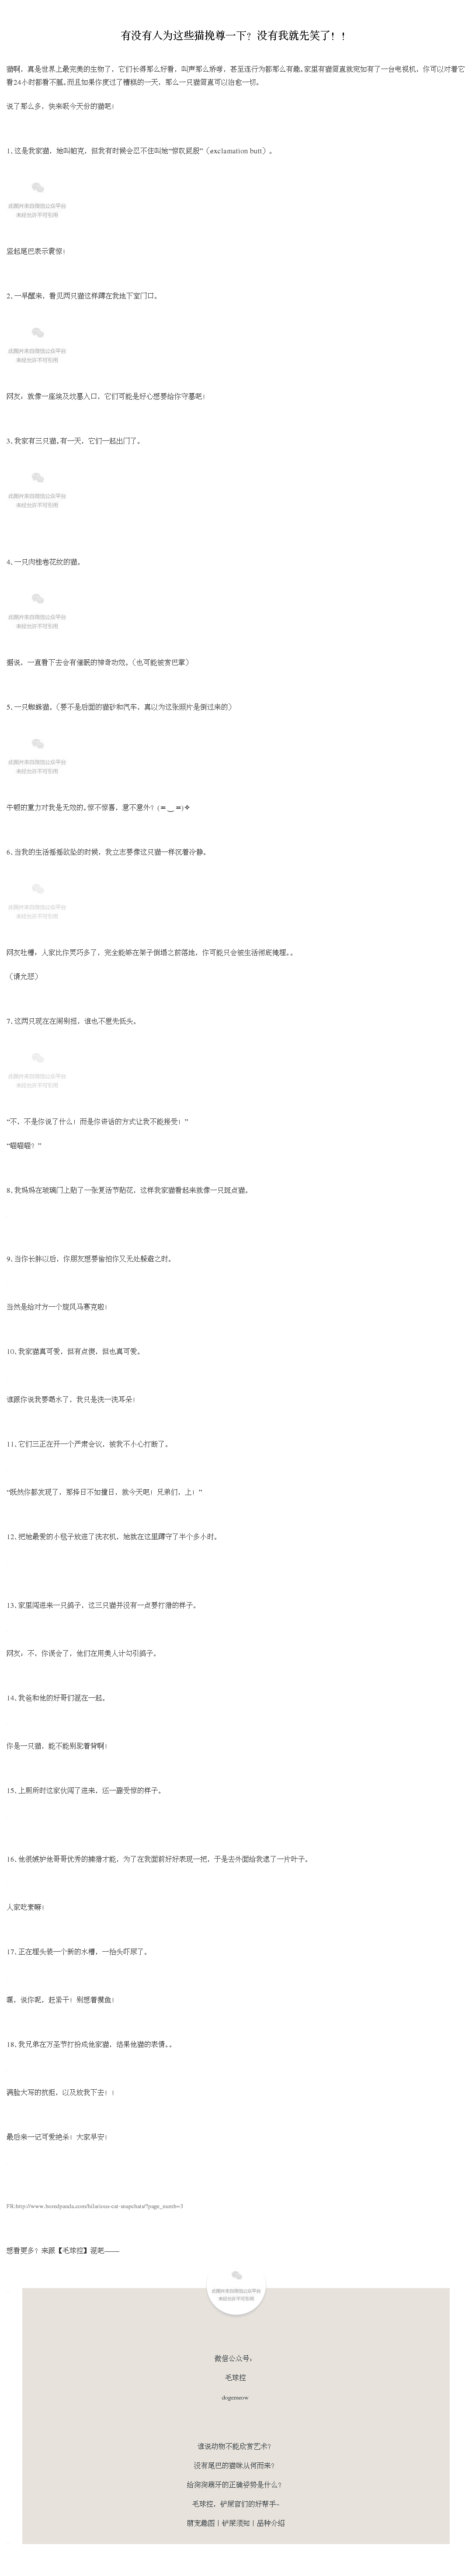 有没有人为这些猫挽尊一下？没有我就先笑了！！
猫啊，真是世界上最完美的生物了，它们长得那么好看，叫声那么娇嗲，甚至连行为都那么有趣。家里有猫简直就宛如有了一台电视机，你可以对着它
看24小时都看不腻。而且如果你度过了糟糕的一天，那么一只猫简直可以治愈一切。
说了那么多，快来吸今天份的猫吧！
1、这是我家猫，她叫帕克，但我有时候会忍不住叫她“惊叹屁股”（exclamation butt）。
此图片来自微信公众平台
未经允许不可引用
竖起尾巴表示震惊！
2、一早醒来，看见两只猫这样蹲在我地下室门口。
此图片来自微信公众平台
未经允许不可引用
网友：就像一座埃及坟墓入口，它们可能是好心想要给你守墓吧！
3、我家有三只猫。有一天，它们一起出门了。
此图片来自微信公众平台
未经允许不可引用
4、一只肉桂卷花纹的猫。
此图片来自微信公众平台
未经允许不可引用
据说，一直看下去会有催眠的神奇功效。（也可能被赏巴掌）
5、一只蜘蛛猫。（要不是后面的猫砂和汽车，真以为这张照片是倒过来的）
此图片来自微信公众平台
未经允许不可引用
牛顿的重力对我是无效的。惊不惊喜，意不意外？(＝‿＝)✧
6、当我的生活摇摇欲坠的时候，我立志要像这只猫一样沉着冷静。
此图片来自微信公众平台
未经允许不可引用
网友吐槽：人家比你灵巧多了，完全能够在架子倒塌之前落地，你可能只会被生活彻底掩埋。。
（请允悲）
7、这两只现在在闹别扭，谁也不愿先低头。
此图片来自微信公众平台
未经允许不可引用
“不，不是你说了什么！而是你讲话的方式让我不能接受！”
“喵喵喵？”
8、我妈妈在玻璃门上贴了一张复活节贴花，这样我家猫看起来就像一只斑点猫。
9、当你长胖以后，你朋友想要偷拍你又无处躲避之时。
当然是给对方一个旋风马赛克啦！
10、我家猫真可爱，但有点傻，但也真可爱。
谁跟你说我要喝水了、我只是洗一洗耳朵！
11、它们三正在开一个严肃会议，被我不小心打断了。
“既然你都发现了，那择日不如撞日，就今天吧！兄弟们，上！”
12、把她最爱的小毯子放进了洗衣机，她就在这里蹲守了半个多小时。
13、家里闯进来一只鸽子，这三只猫并没有一点要打猎的样子。
网友：不，你误会了，他们在用美人计勾引鸽子。
14、我爸和他的好哥们混在一起。
你是一只猫，能不能别驼着背啊！
15、上厕所时这家伙闯了进来，还一副受惊的样子。
16、他很嫉妒他哥哥优秀的捕猎才能，为了在我面前好好表现一把，于是去外面给我逮了一片叶子。
人家吃素嘛！
17、正在埋头装一个新的水槽，一抬头吓尿了。
嘿，说你呢，赶紧干！别想着摸鱼！
18、我兄弟在万圣节打扮成他家猫，结果他猫的表情。。
满脸大写的抗拒，以及放我下去！！
最后来一记可爱绝杀！大家早安！
FR:http://www.boredpanda.com/hilarious-cat-snapchats/?page_numb=3
想看更多？来跟【毛球控】混吧——
此图片来自微信公众平台
未经允许不可引用
微信公众号：
毛球控
dogemeow
谁说动物不能欣赏艺术？
没有尾巴的猫咪从何而来？
给狗狗刷牙的正确姿势是什么？
毛球控，铲屎官们的好帮手~
萌宠趣图丨铲屎须知丨品种介绍